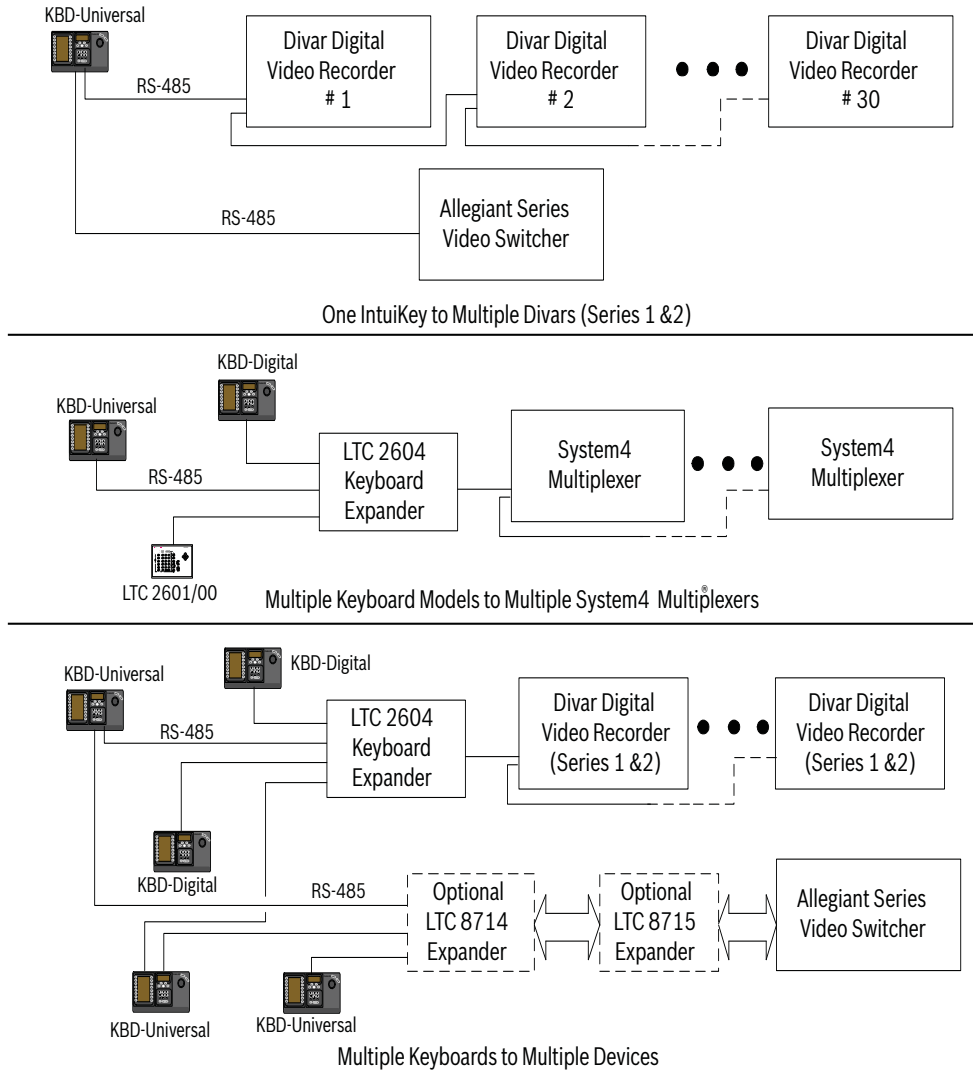 KBD-Universal
Divar Digital
Video Recorder
# 1
Divar Digital
Video Recorder
# 2
Divar Digital
Video Recorder
# 30
RS-485
RS-485
Allegiant Series
Video Switcher
One IntuiKey to Multiple Divars (Series 1 &2)
KBD-Digital
KBD-Universal
RS-485
LTC 2604
Keyboard
Expander
System4
Multiplexer
System4
Multiplexer
LTC 2601/00
Multiple Keyboard Models to Multiple System4 Multiplexers
®
KBD-Universal
KBD-Digital
RS-485
LTC 2604
Keyboard
Expander
Divar Digital
Video Recorder
(Series 1 &2)
Divar Digital
Video Recorder
(Series 1 &2)
KBD-Digital
RS-485
Optional
LTC 8714
Expander
Optional
LTC 8715
Expander
Allegiant Series
Video Switcher
KBD-Universal
KBD-Universal
Multiple Keyboards to Multiple Devices